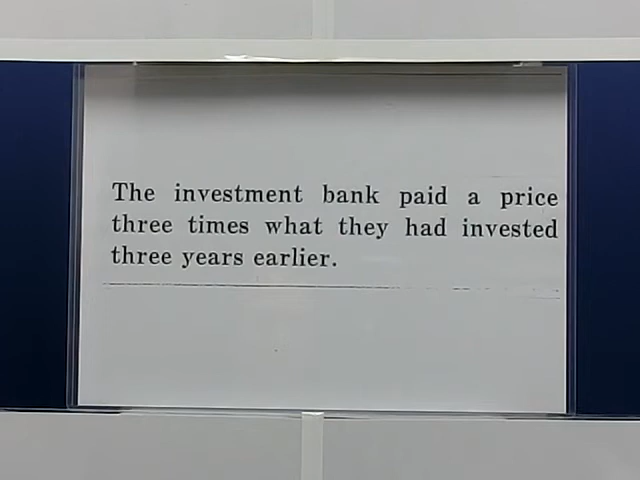 The investment bank paid a price
three times what they had invested
three years earlier.